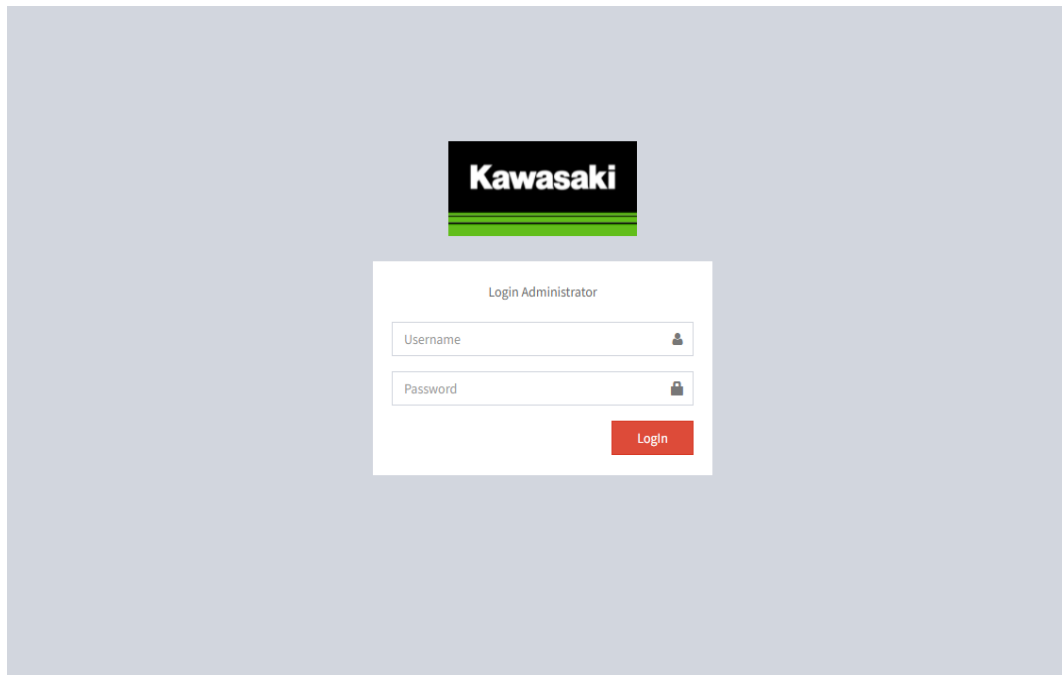 Kawasaki
Login Administrator
Username
Password
LogIn